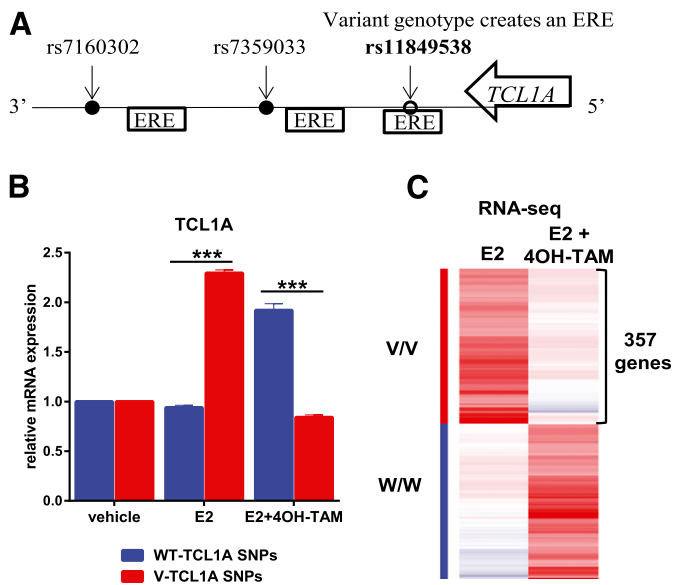 A
Variant genotype creates an ERE
rs7160302 rs7359033 rs11849538
3’ ERE ERE ERE TCL1A 5’
B
TCL1A
relative mRNA expression
2.5
2.0
1.5
1.0
0.5
0.0
*** ***
vehicle E2 E2+4OH-TAM
WT-TCL1A SNPs
V-TCL1A SNPs
C
RNA-seq
E2 E2 +
4OH-TAM
V/V
357
genes
W/W